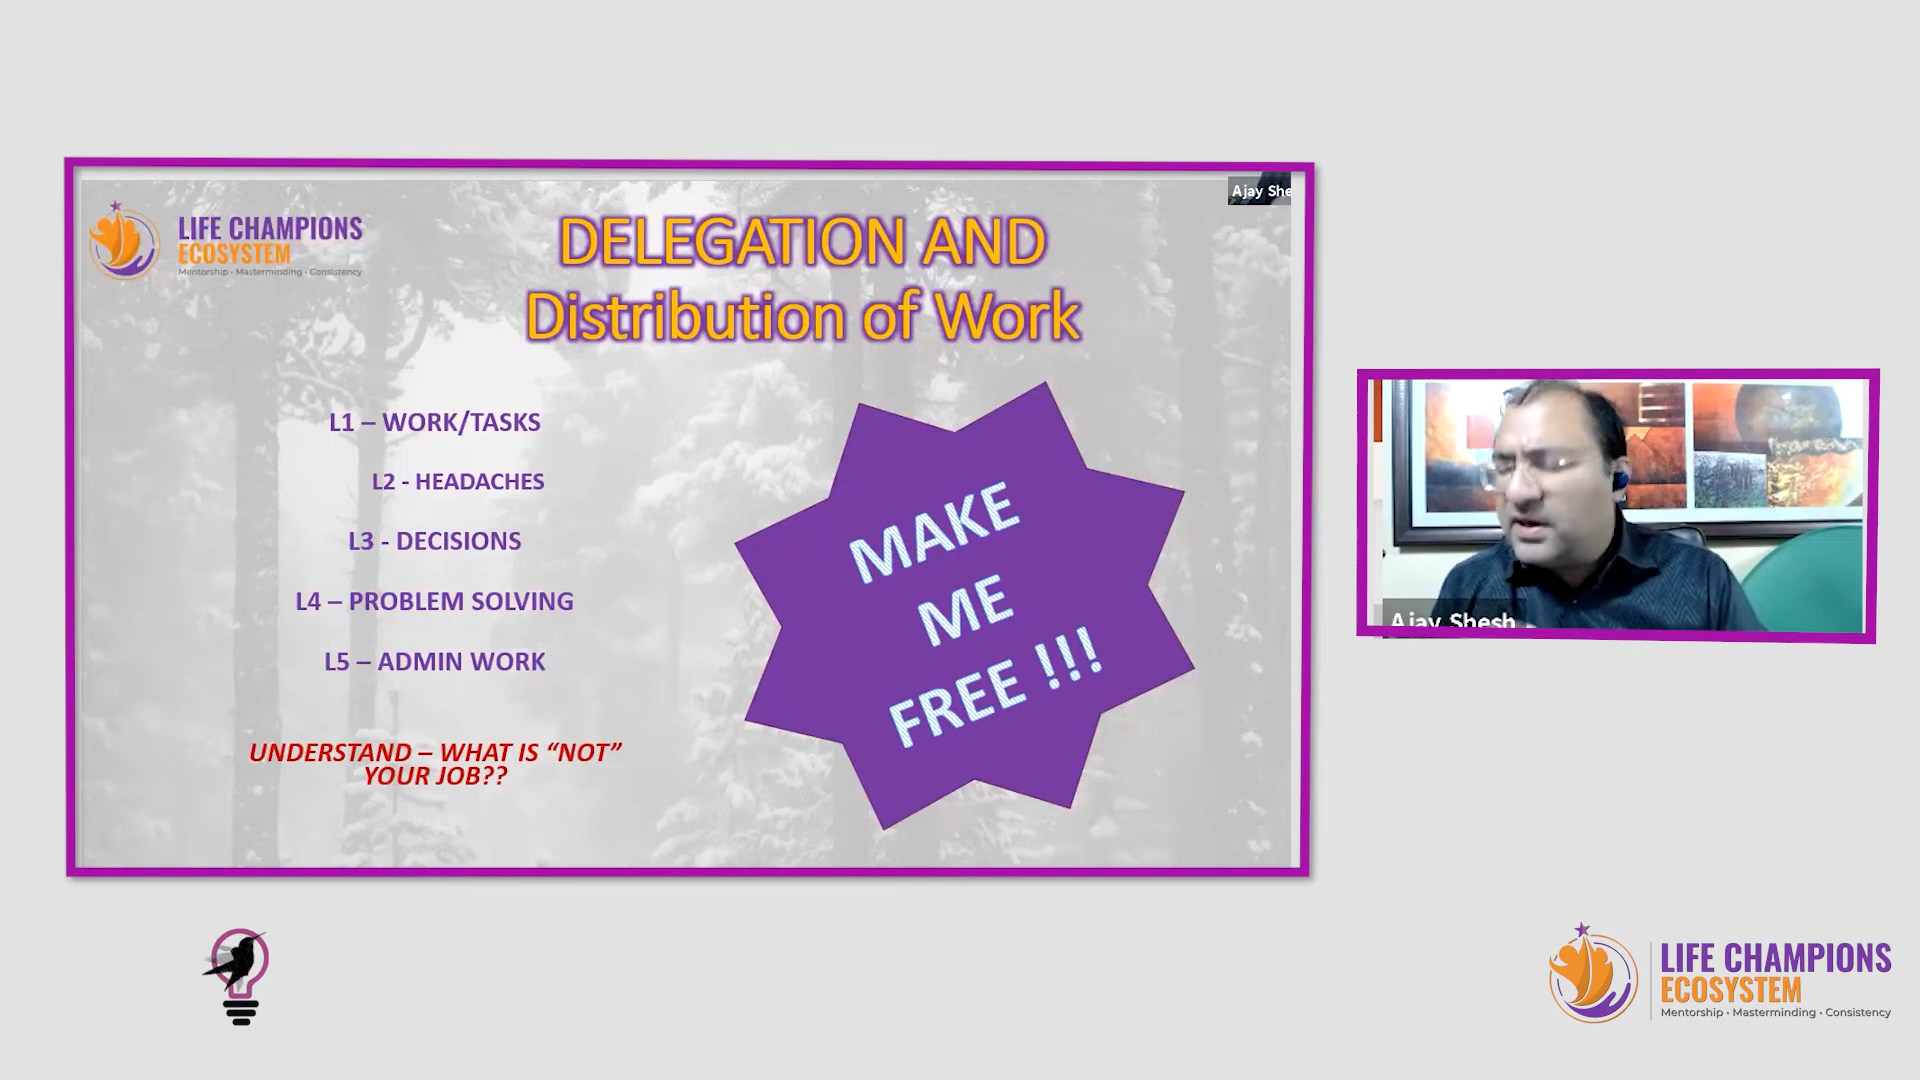 Ajay She
LIFE CHAMPIONS
ECOSYSTEM
Mentorship • Masterminding • Consistency
DELEGATION AND
Distribution of Work
L1 – WORK/TASKS
L2 - HEADACHES
L3 - DECISIONS
L4 – PROBLEM SOLVING
L5 – ADMIN WORK
UNDERSTAND – WHAT IS “NOT”
YOUR JOB??
MAKE
ME
FREE !!!
Ajay Shesh
LIFE CHAMPIONS
ECOSYSTEM
Mentorship • Masterminding • Consistency